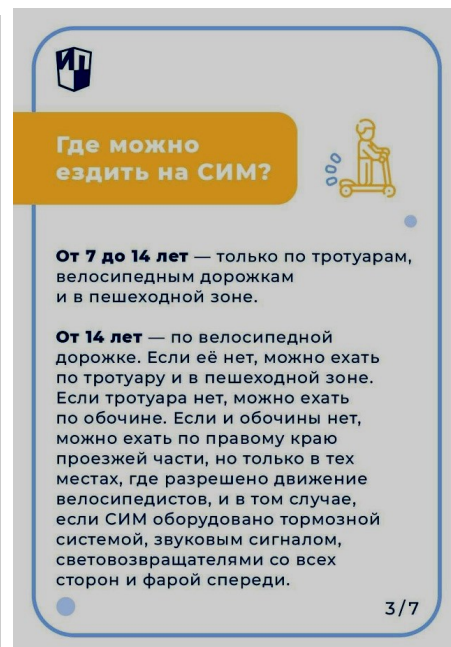 ИП
Где можно
ездить на СИМ?
От 7 до 14 лет — только по тротуарам,
велосипедным дорожкам
и в пешеходной зоне.
От 14 лет — по велосипедной
дорожке. Если её нет, можно ехать
по тротуару и в пешеходной зоне.
Если тротуара нет, можно ехать
по обочине. Если и обочины нет,
можно ехать по правому краю
проезжей части, но только в тех
местах, где разрешено движение
велосипедистов, и в том случае,
если СИМ оборудовано тормозной
системой, звуковым сигналом,
световозвращателями со всех
сторон и фарой спереди.
3/7